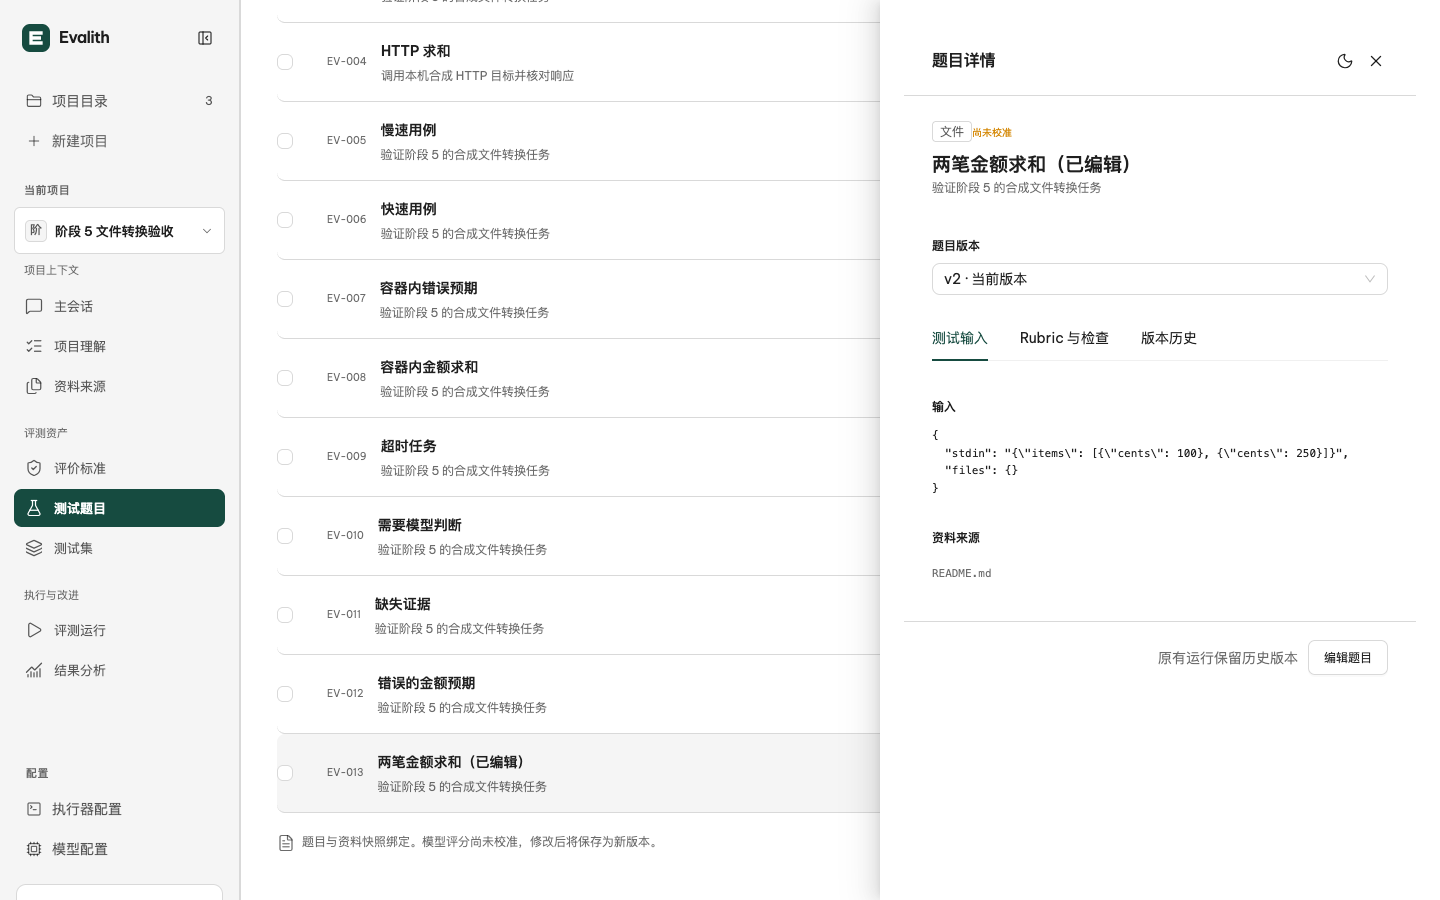 Evalith
项目目录
3
新建项目
当前项目
阶
阶段 5 文件转换验收
项目上下文
主会话
项目理解
资料来源
评测资产
评价标准
测试题目
测试集
执行与改进
评测运行
结果分析
配置
执行器配置
模型配置
验证阶段 5 的合成文件转换任务
EV-004
HTTP 求和
调用本机合成 HTTP 目标并核对响应
EV-005
慢速用例
验证阶段 5 的合成文件转换任务
EV-006
快速用例
验证阶段 5 的合成文件转换任务
EV-007
容器内错误预期
验证阶段 5 的合成文件转换任务
EV-008
容器内金额求和
验证阶段 5 的合成文件转换任务
EV-009
超时任务
验证阶段 5 的合成文件转换任务
EV-010
需要模型判断
验证阶段 5 的合成文件转换任务
EV-011
缺失证据
验证阶段 5 的合成文件转换任务
EV-012
错误的金额预期
验证阶段 5 的合成文件转换任务
EV-013
两笔金额求和（已编辑）
验证阶段 5 的合成文件转换任务
题目与资料快照绑定。模型评分尚未校准，修改后将保存为新版本。
题目详情
文件 尚未校准
两笔金额求和（已编辑）
验证阶段 5 的合成文件转换任务
题目版本
v2 · 当前版本
测试输入 Rubric 与检查 版本历史
输入
{
"stdin": "{\"items\": [{\"cents\": 100}, {\"cents\": 250}]}",
"files": {}
}
资料来源
README.md
原有运行保留历史版本 编辑题目